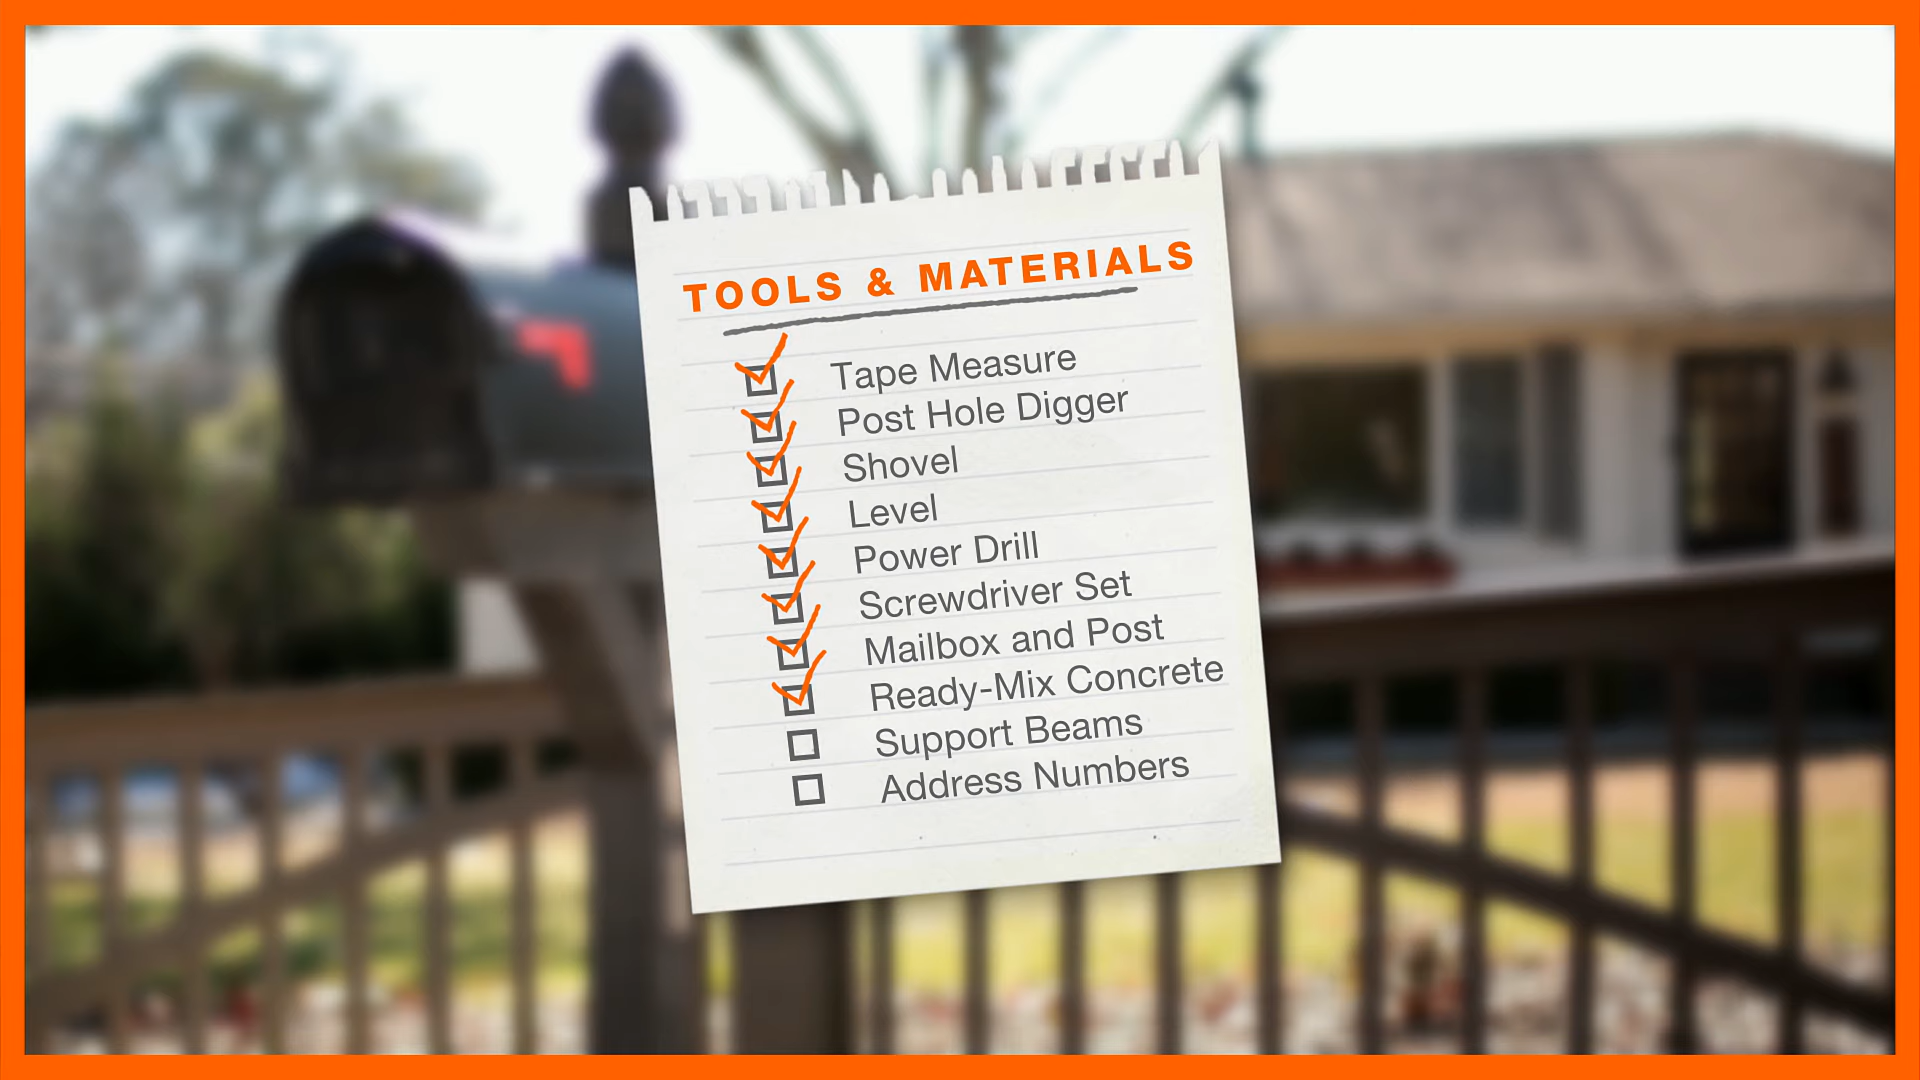 TOOLS & MATERIALS
Tape Measure
Post Hole Digger
Shovel
Level
Power Drill
Screwdriver Set
Mailbox and Post
Ready-Mix Concrete
Support Beams
Address Numbers